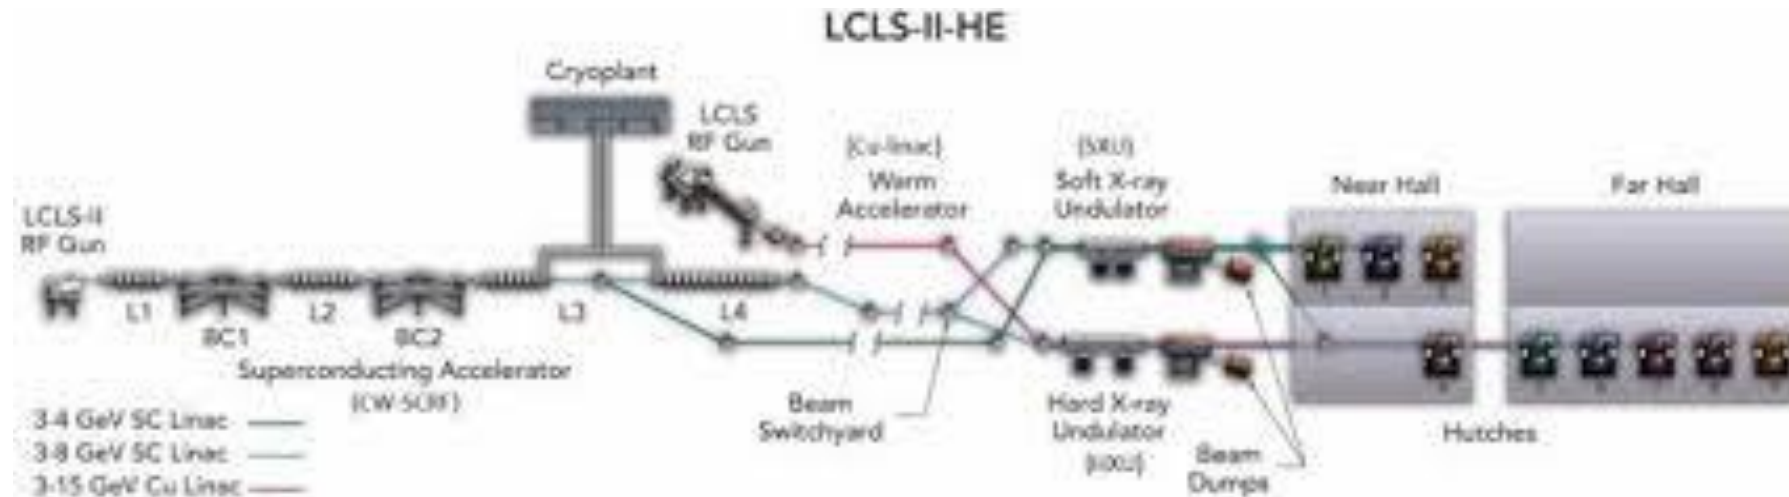 LCLS-II-HE
Cryoplant
LCLS
RF Gun
(Cu-linac)
Warm
Accelerator
(SXU)
Soft X-ray
Undulator
Near Hall
Far Hall
LCLS-II
RF Gun
L1
BC1
L2
BC2
L3
L4
Superconducting Accelerator
(CW-SCRF)
Beam
Switchyard
Hard X-ray
Undulator
(HXU)
Beam
Dumps
Hutches
3-4 GeV SC Linac
3-8 GeV SC Linac
3-15 GeV Cu Linac